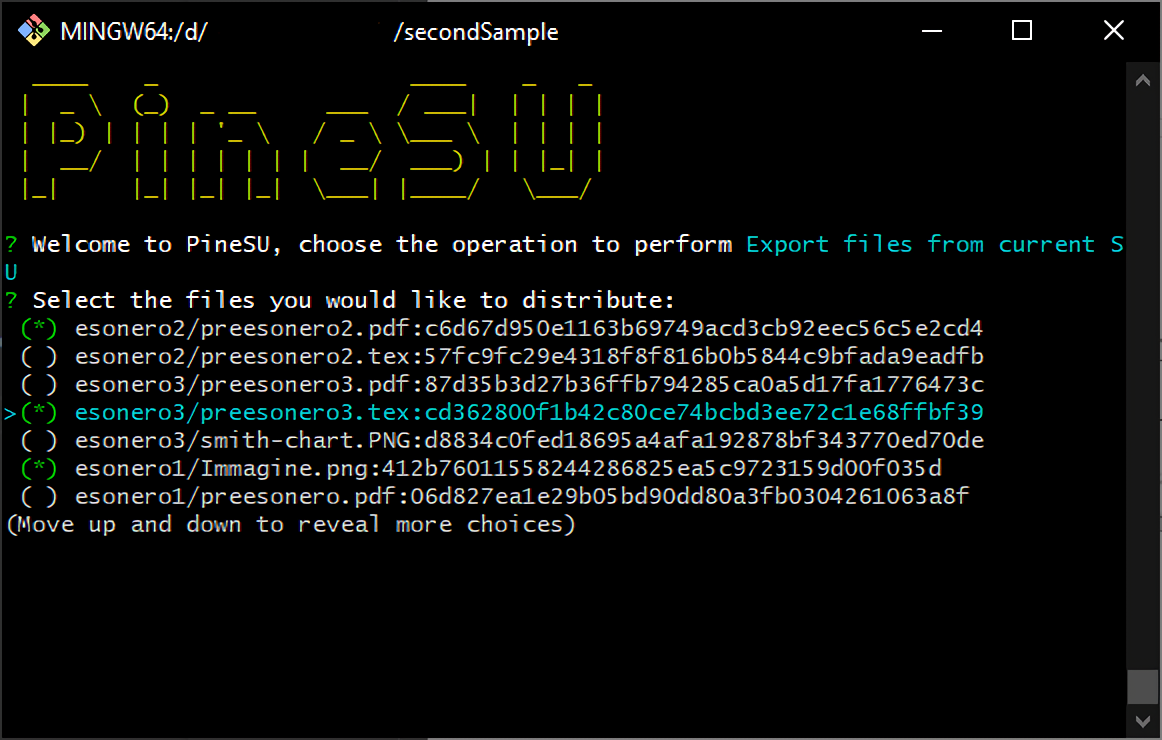 MINGW64:/d/ /secondSample
PineSU
? Welcome to PineSU, choose the operation to perform Export files from current S
U
? Select the files you would like to distribute:
(*) esonero2/preesonero2.pdf:c6d67d950e1163b69749acd3cb92eec56c5e2cd4
( ) esonero2/preesonero2.tex:57fc9fc29e4318f8f816b0b5844c9bfada9eadfb
( ) esonero3/preesonero3.pdf:87d35b3d27b36ffb794285ca0a5d17fa1776473c
>(*) esonero3/preesonero3.tex:cd362800f1b42c80ce74bcbd3ee72c1e68ffbf39
( ) esonero3/smith-chart.PNG:d8834c0fed18695a4afa192878bf343770ed70de
(*) esonero1/Immagine.png:412b76011558244286825ea5c9723159d00f035d
( ) esonero1/preesonero.pdf:06d827ea1e29b05bd90dd80a3fb0304261063a8f
(Move up and down to reveal more choices)